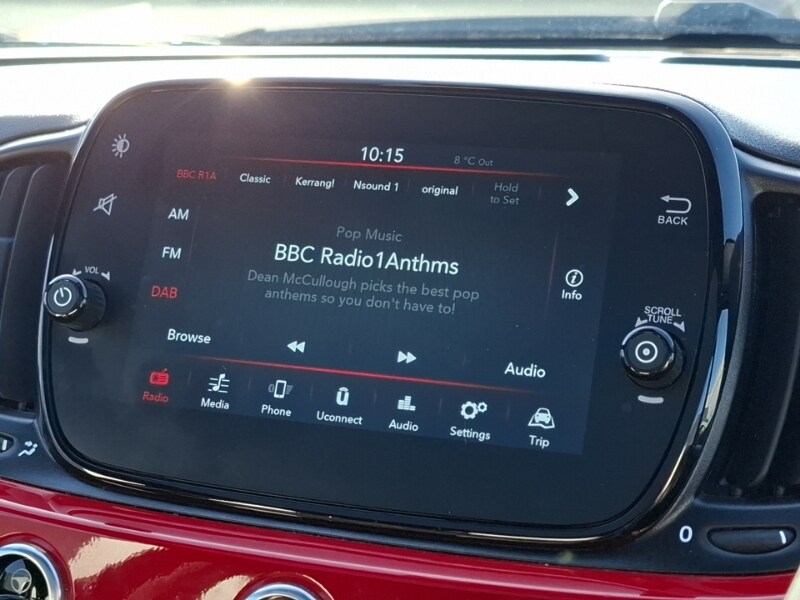 10:15
8 °C Out
BBC R1A
Classic
Kerrang!
Nsound 1
original
Hold
to Set
BACK
AM
Pop Music
FM
BBC Radio1Anthms
Info
VOL
DAB
Dean McCullough picks the best pop
anthems so you don't have to!
SCROLL
TUNE
Browse
Audio
Radio
Media
Phone
Uconnect
Audio
Settings
Trip
0
I